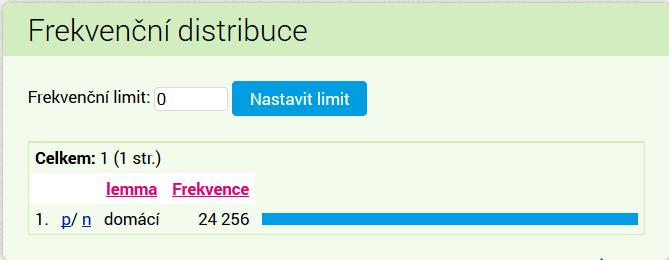 Frekvenční distribuce
Frekvenční limit: 0 Nastavit limit
Celkem: 1 (1 str.)
lemma Frekvence
1. p/ n domácí 24 256